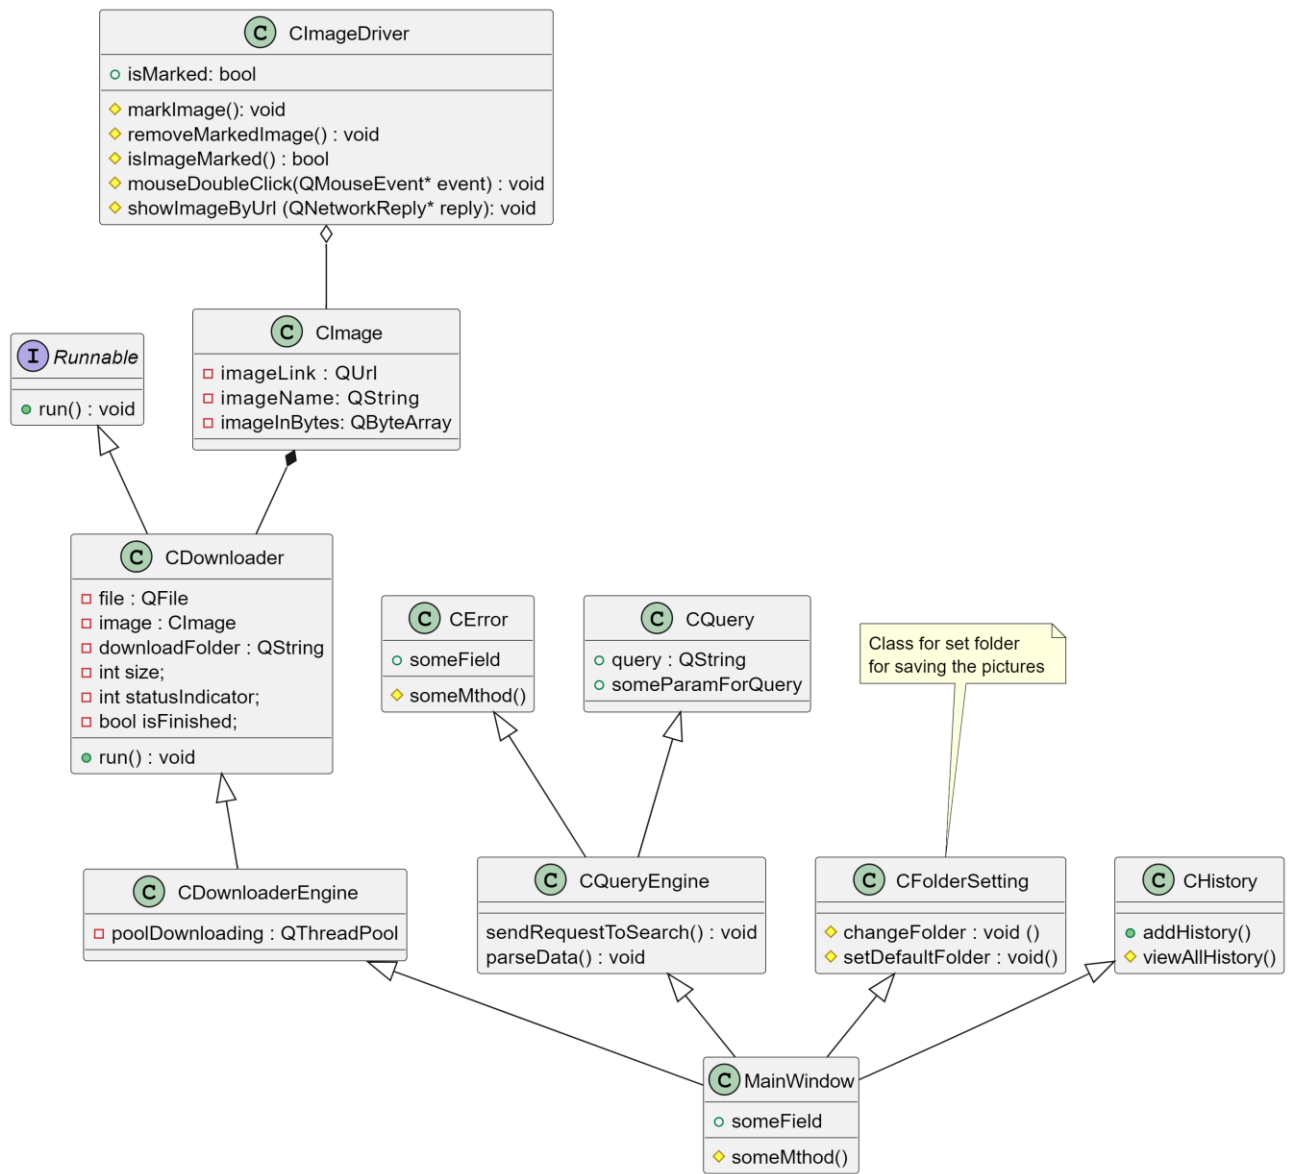 C CImageDriver
isMarked: bool
markImage(): void
removeMarkedImage() : void
isImageMarked() : bool
mouseDoubleClick(QMouseEvent* event) : void
showImageByUrl (QNetworkReply* reply): void
I Runnable
run() : void
C CImage
imageLink : QUrl
imageName: QString
imageInBytes: QByteArray
C CDownloader
file : QFile
image : CImage
downloadFolder : QString
int size;
int statusIndicator;
bool isFinished;
run() : void
C CError
someField
someMthod()
C CQuery
query : QString
someParamForQuery
Class for set folder
for saving the pictures
C CDownloaderEngine
poolDownloading : QThreadPool
C CQueryEngine
sendRequestToSearch() : void
parseData() : void
C CFolderSetting
changeFolder : void ()
setDefaultFolder : void()
C CHistory
addHistory()
viewAllHistory()
C MainWindow
someField
someMthod()